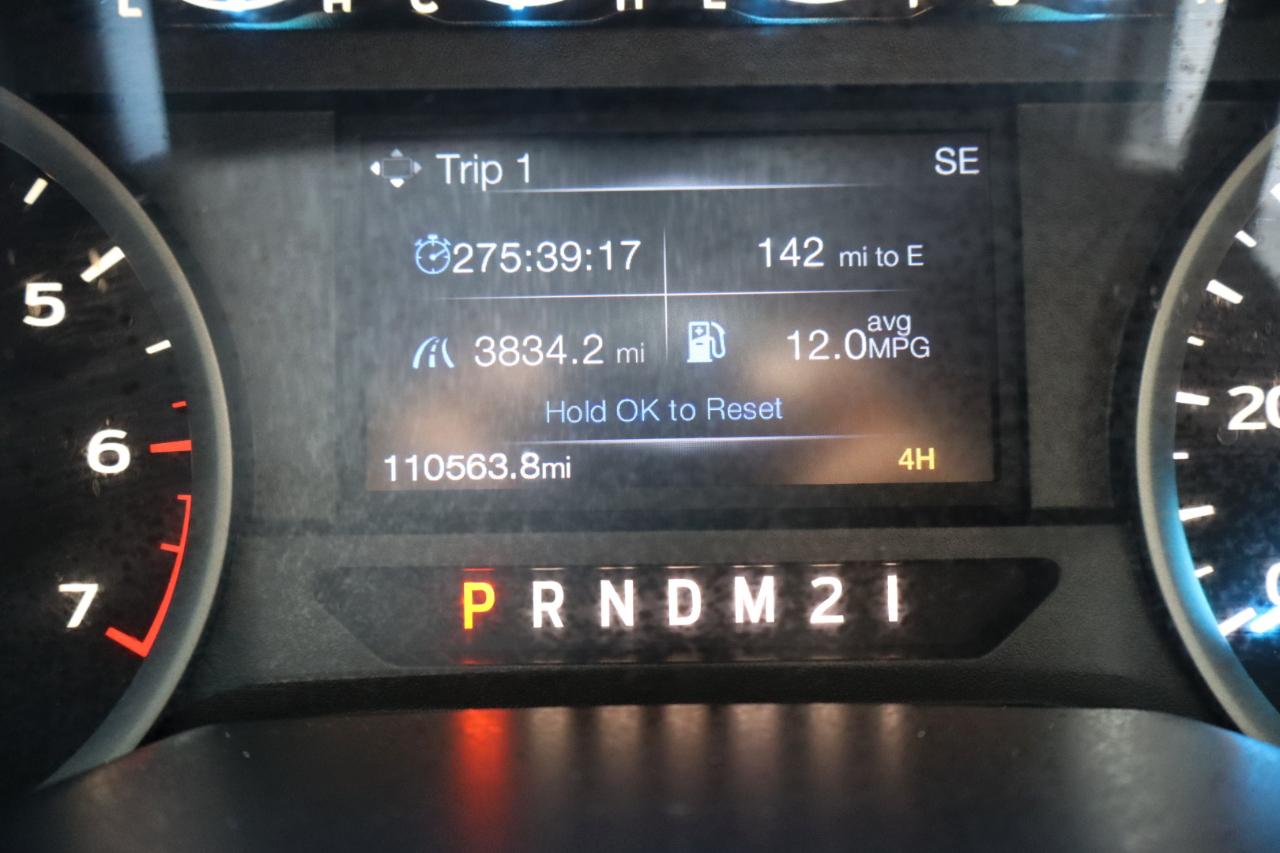 Trip 1 SE
275:39:17 142 mi to E
3834.2 mi 12.0 avg MPG
Hold OK to Reset
110563.8mi 4H
P R N D M 2 1
5
6
7
20